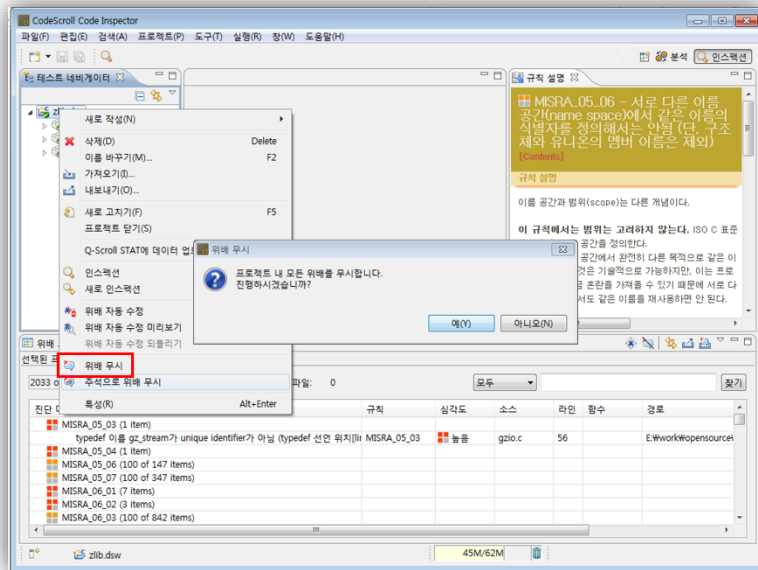 CodeScroll Code Inspector
파일(F) 편집(E) 검색(A) 프로젝트(P) 도구(T) 실행(R) 창(W) 도움말(H)
분석 인스펙션
테스트 네비게이터
규칙 설명
새로 작성(N)
삭제(D) Delete
이름 바꾸기(M)... F2
가져오기(I)...
내보내기(O)...
새로 고치기(F) F5
프로젝트 닫기(S)
Q-Scroll STAT에 데이터 업
인스펙션
새로 인스펙션
위배 자동 수정
위배 자동 수정 미리보기
위배 자동 수정 되돌리기
위배 무시
주석으로 위배 무시
특성(R) Alt+Enter
MISRA_05_06 - 서로 다른 이름
공간(name space)에서 같은 이름의
식별자를 정의해서는 안됨 (단, 구조
체와 유니온의 멤버 이름은 제외)
[Contents]
규칙 설명
이름 공간과 범위(scope)는 다른 개념이다.
이 규칙에서는 범위는 고려하지 않는다. ISO C 표준
공간을 정의한다.
공간에서 완전히 다른 목적으로 같은 이
것은 기술적으로 가능하지만, 이는 프로
혼란을 가져올 수 있기 때문에 서로 다
서도 같은 이름을 재사용하면 안 된다.
위배 무시
프로젝트 내 모든 위배를 무시합니다.
진행하시겠습니까?
예(Y) 아니오(N)
위배
선택된 프
2033 o 파일: 0 모두 찾기
진단 규칙 심각도 소스 라인 함수 경로
MISRA_05_03 (1 item)
typedef 이름 gz_stream가 unique identifier가 아님 (typedef 선언 위치[lir MISRA_05_03 높음 gzio.c 56 E:₩work₩opensource₩
MISRA_05_04 (1 item)
MISRA_05_06 (100 of 147 items)
MISRA_05_07 (100 of 347 items)
MISRA_06_01 (7 items)
MISRA_06_02 (3 items)
MISRA_06_03 (100 of 842 items)
zlib.dsw 45M/62M